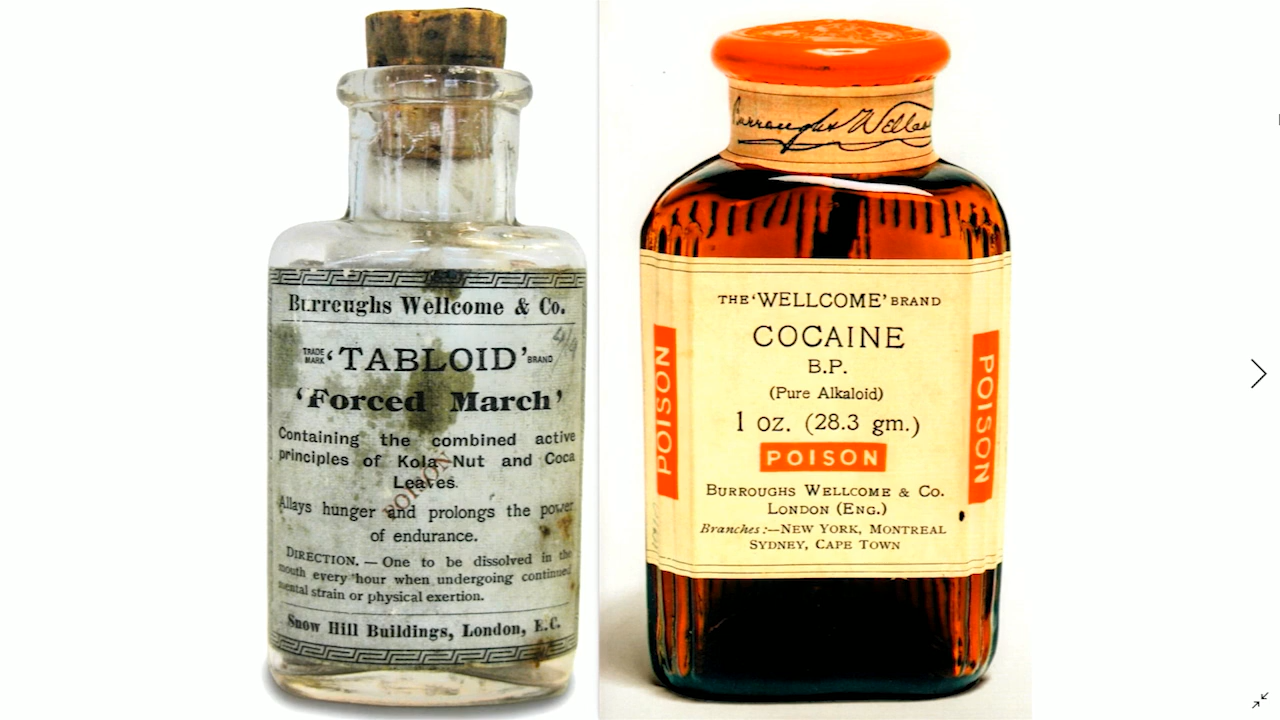 Burroughs Wellcome & Co.
TRADE MARK 'TABLOID' BRAND
'Forced March'
Containing the combined active
principles of Kola Nut and Coca
Leaves.
POISON
Allays hunger and prolongs the power
of endurance.
DIRECTION. — One to be dissolved in the
mouth every hour when undergoing continued
mental strain or physical exertion.
Snow Hill Buildings, London, E.C.
Burroughs Wellcome
THE 'WELLCOME' BRAND
COCAINE
B.P.
(Pure Alkaloid)
1 oz. (28.3 gm.)
POISON
POISON
POISON
BURROUGHS WELLCOME & CO.
LONDON (ENG.)
Branches:—NEW YORK, MONTREAL
SYDNEY, CAPE TOWN